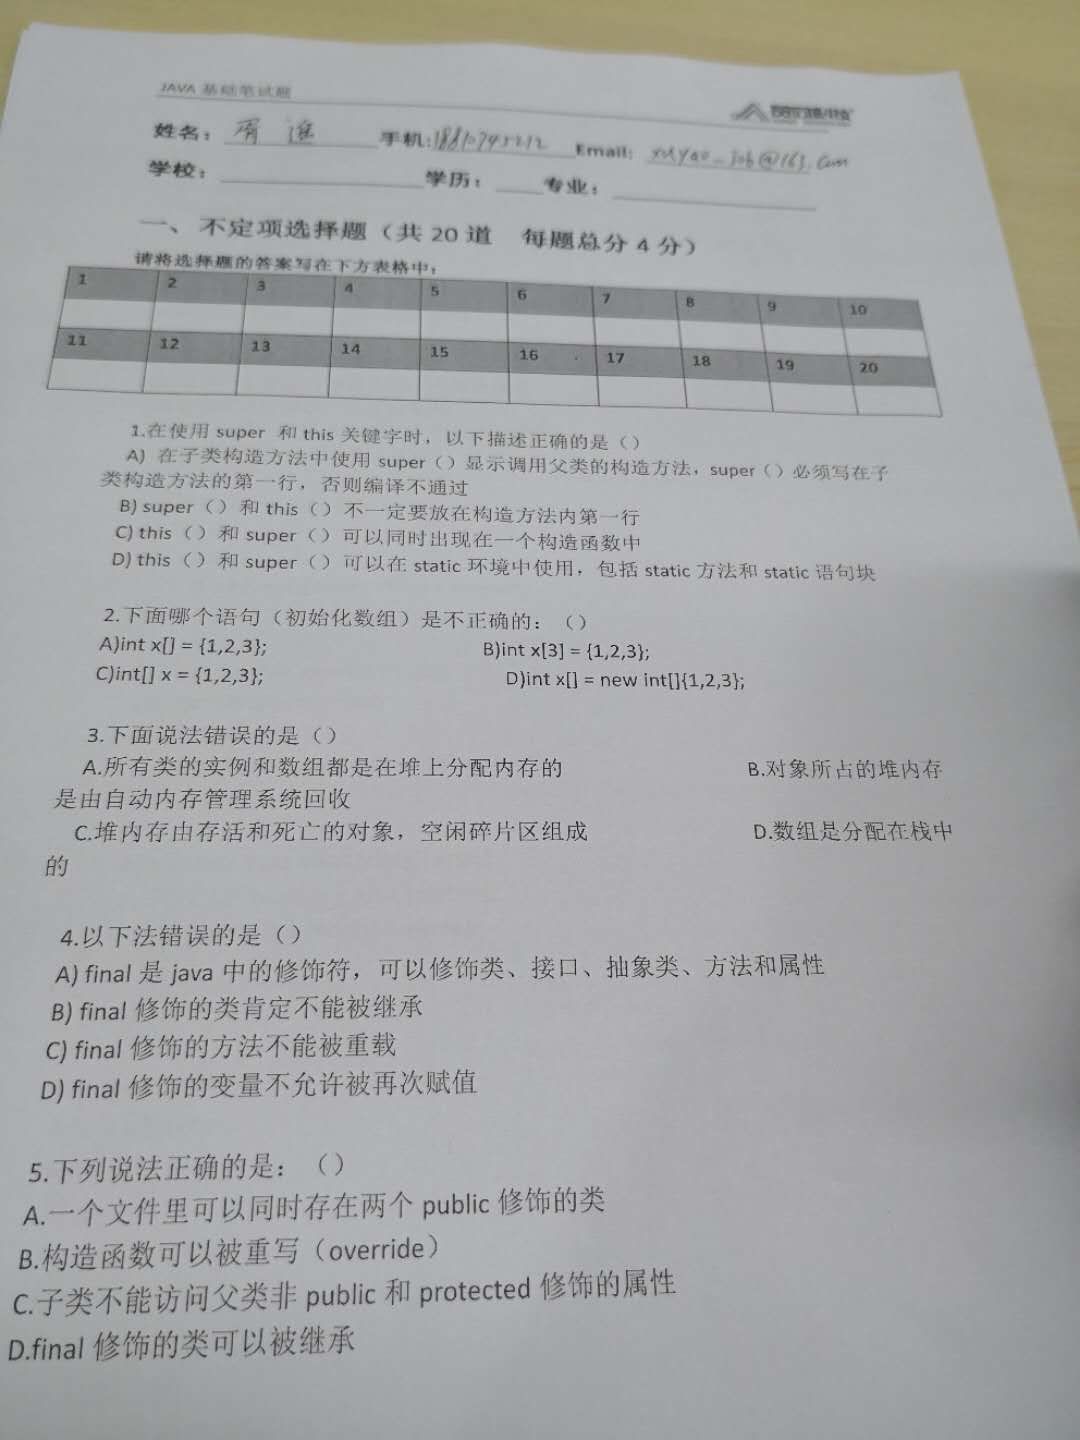 JAVA 基础笔试题
姓名： 胥 手机:188107 Email: @163.com
学校： 学历： 专业：
一、 不定项选择题（共 20 道 每题总分 4 分）
请将选择题的答案写在下方表格中：
1 2 3 4 5 6 7 8 9 10
11 12 13 14 15 16 17 18 19 20
1.在使用 super 和 this 关键字时，以下描述正确的是（）
A) 在子类构造方法中使用 super（）显示调用父类的构造方法，super（）必须写在子
类构造方法的第一行，否则编译不通过
B) super（）和 this（）不一定要放在构造方法内第一行
C) this（）和 super（）可以同时出现在一个构造函数中
D) this（）和 super（）可以在 static 环境中使用，包括 static 方法和 static 语句块
2.下面哪个语句（初始化数组）是不正确的：（）
A)int x[] = {1,2,3}; B)int x[3] = {1,2,3};
C)int[] x = {1,2,3}; D)int x[] = new int[]{1,2,3};
3.下面说法错误的是（）
A.所有类的实例和数组都是在堆上分配内存的 B.对象所占的堆内存
是由自动内存管理系统回收
C.堆内存由存活和死亡的对象，空闲碎片区组成 D.数组是分配在栈中
的
4.以下法错误的是（）
A) final 是 java 中的修饰符，可以修饰类、接口、抽象类、方法和属性
B) final 修饰的类肯定不能被继承
C) final 修饰的方法不能被重载
D) final 修饰的变量不允许被再次赋值
5.下列说法正确的是：（）
A.一个文件里可以同时存在两个 public 修饰的类
B.构造函数可以被重写（override）
C.子类不能访问父类非 public 和 protected 修饰的属性
D.final 修饰的类可以被继承